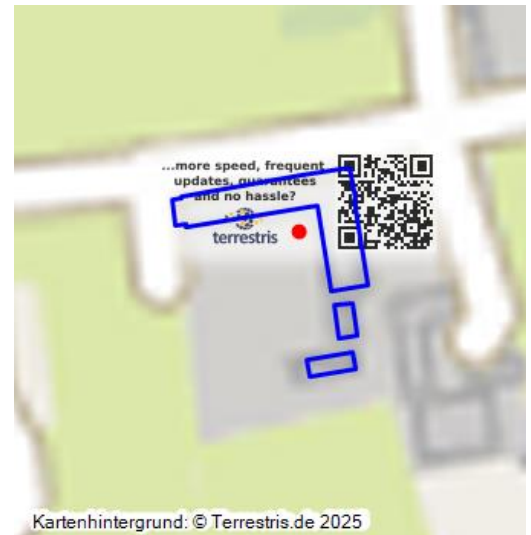 ...more speed, frequent
updates, guarantees
and no hassle?
terrestris
Kartenhintergrund: © Terrestris.de 2025